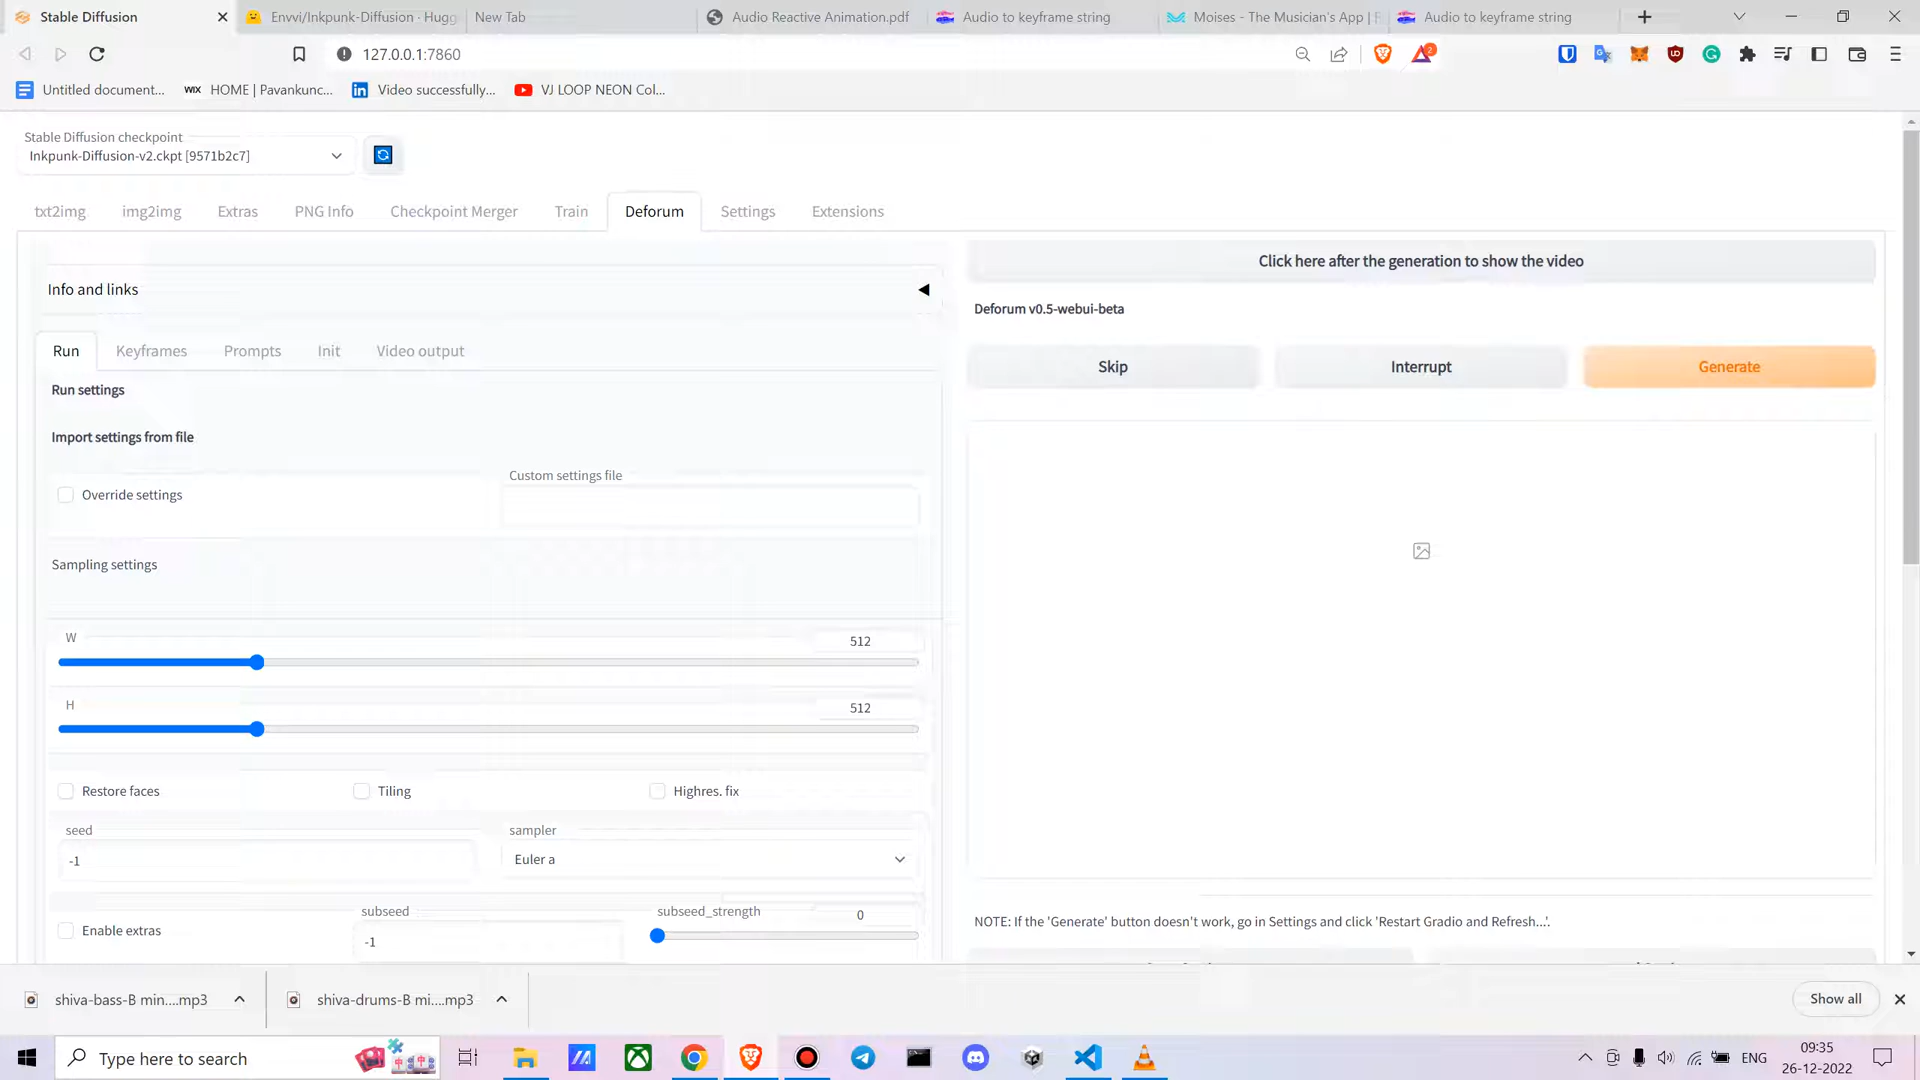 Stable Diffusion
Envvi/Inkpunk-Diffusion · Hugg
New Tab
Audio Reactive Animation.pdf
Audio to keyframe string
Moises - The Musician's App | F
Audio to keyframe string
127.0.0.1:7860
2
Untitled document...
WIX HOME | Pavankunc...
Video successfully...
VJ LOOP NEON Col...
Stable Diffusion checkpoint
Inkpunk-Diffusion-v2.ckpt [9571b2c7]
txt2img
img2img
Extras
PNG Info
Checkpoint Merger
Train
Deforum
Settings
Extensions
Info and links
Run
Keyframes
Prompts
Init
Video output
Run settings
Import settings from file
Override settings
Custom settings file
Sampling settings
W
512
H
512
Restore faces
Tiling
Highres. fix
seed
-1
sampler
Euler a
Enable extras
subseed
-1
subseed_strength
0
Click here after the generation to show the video
Deforum v0.5-webui-beta
Skip
Interrupt
Generate
NOTE: If the 'Generate' button doesn't work, go in Settings and click 'Restart Gradio and Refresh...'.
shiva-bass-B min....mp3
shiva-drums-B mi....mp3
Show all
Type here to search
ENG
09:35
26-12-2022